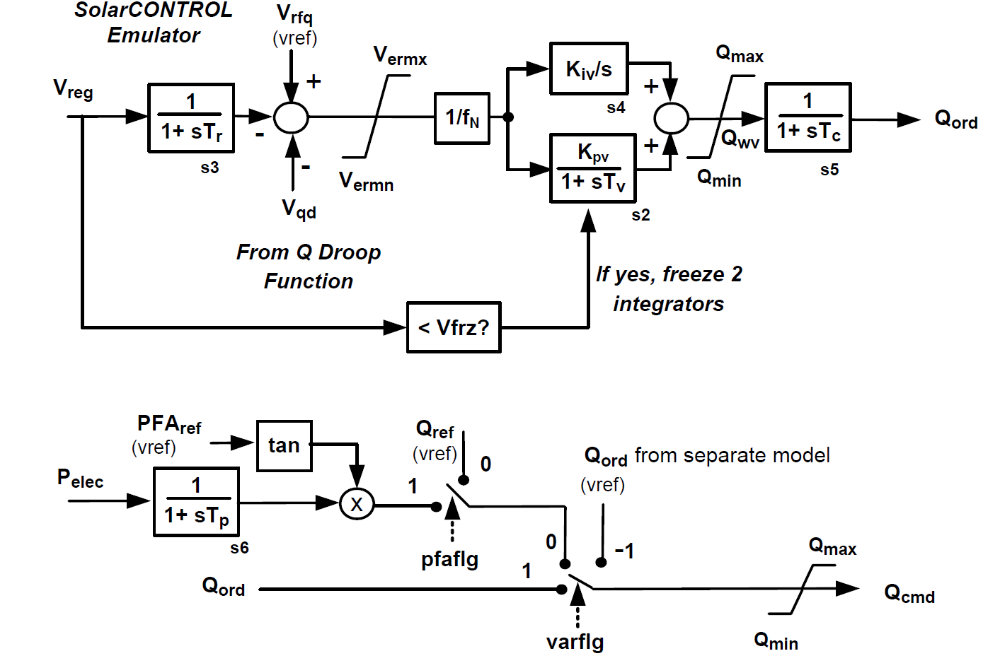 SolarCONTROL
Emulator
Vrfq
(vref)
+
Vreg
1
1+ sTr
s3
-
-
Vqd
Vermx
Vermn
1/fN
Kiv/s
s4
Kpv
1+ sTv
s2
+
+
Qmax
Qwv
Qmin
1
1+ sTc
s5
Qord
From Q Droop
Function
If yes, freeze 2
integrators
< Vfrz?
PFAref
(vref)
tan
Qref
(vref)
0
Qord from separate model
(vref)
Pelec
1
1+ sTp
s6
X
1
pfaflg
0
-1
1
Qord
varflg
Qmax
Qmin
Qcmd